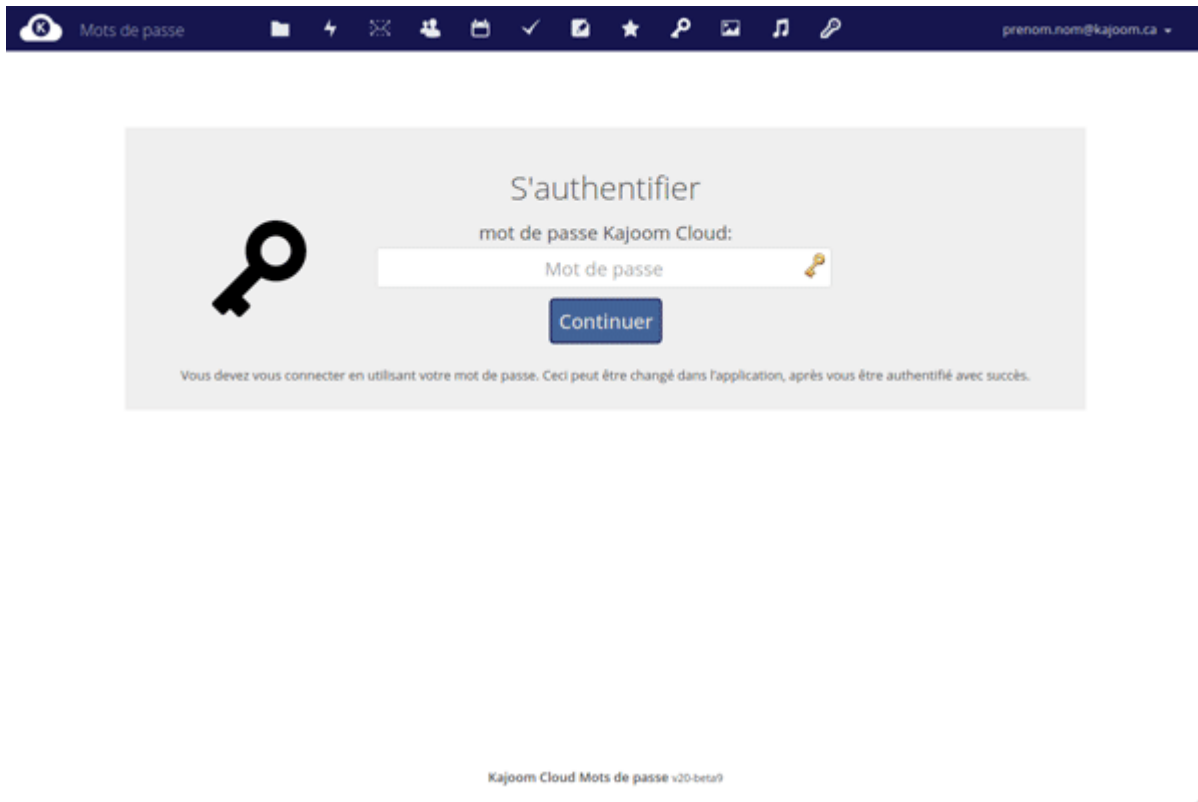 K Mots de passe prenom.nom@kajoom.ca
S'authentifier
mot de passe Kajoom Cloud:
Mot de passe
Continuer
Vous devez vous connecter en utilisant votre mot de passe. Ceci peut être changé dans l'application, après vous être authentifié avec succès.
Kajoom Cloud Mots de passe v20-beta9